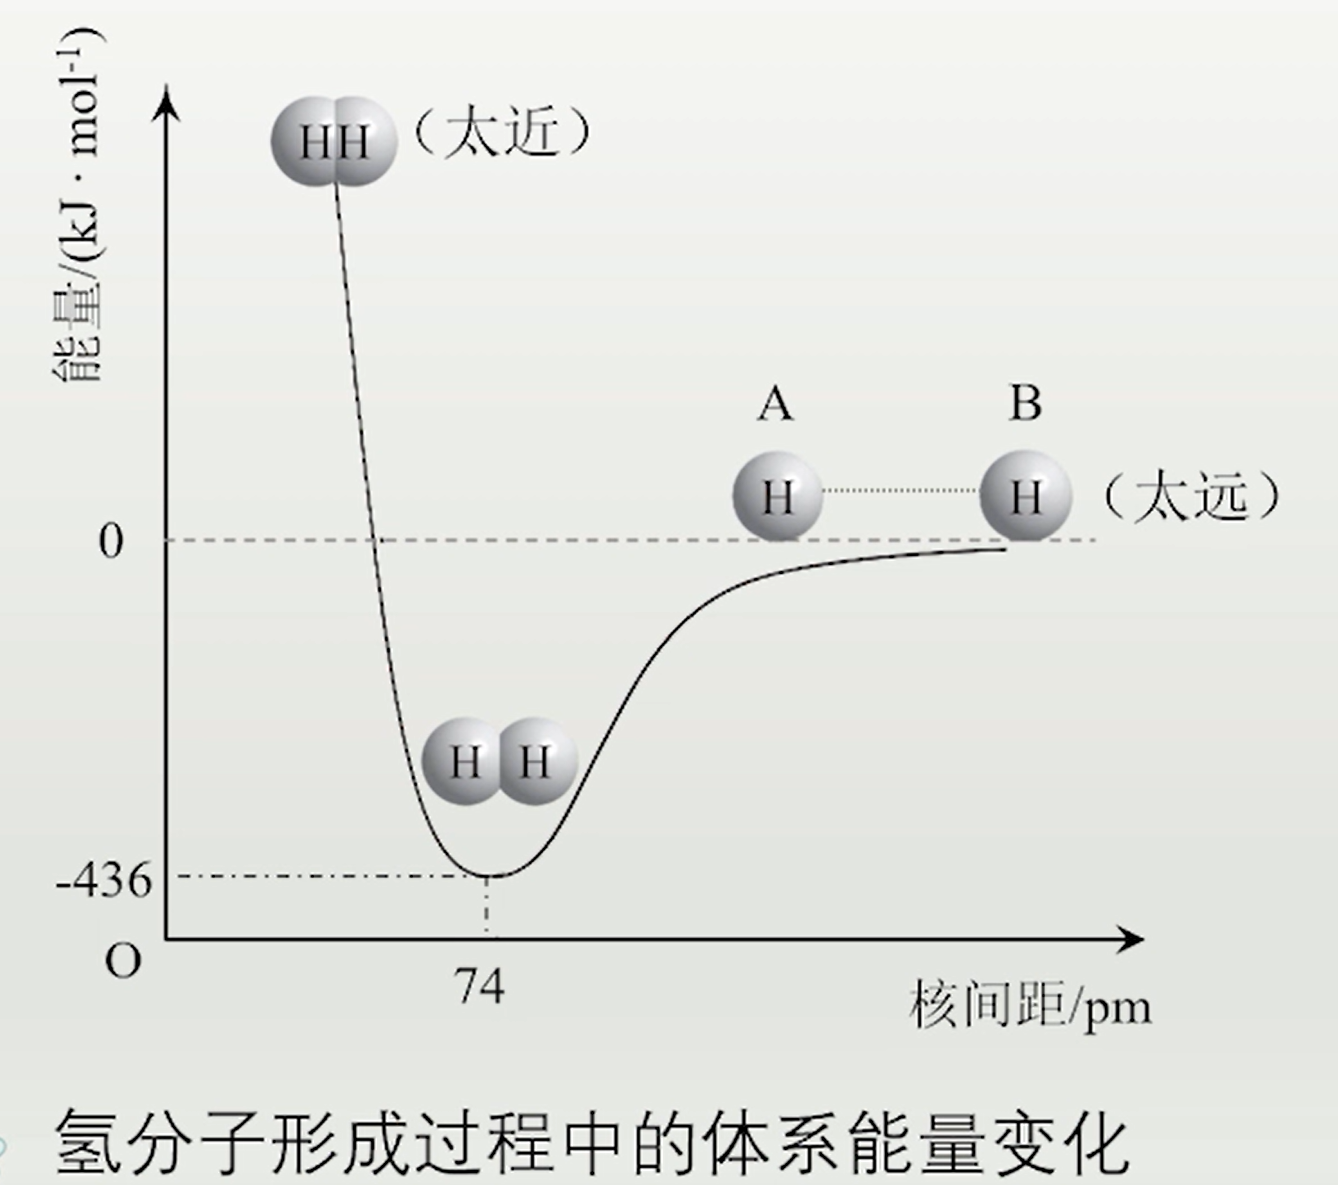 能量/(kJ·mol⁻¹)
HH（太近）
A
B
H
H（太远）
0
H H
-436
O
74
核间距/pm
氢分子形成过程中的体系能量变化